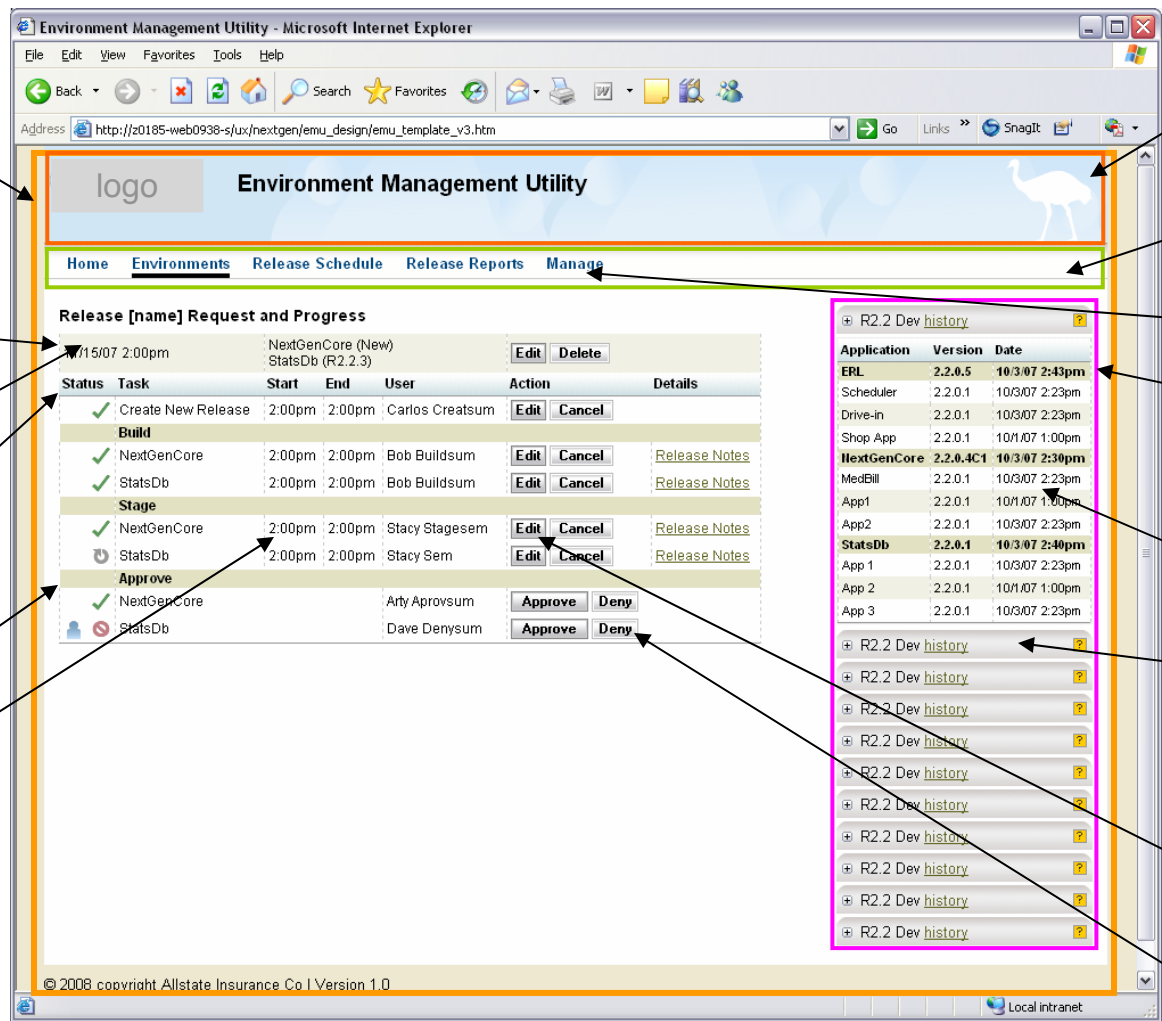 Environment Management Utility - Microsoft Internet Explorer
File Edit View Favorites Tools Help
Back Search Favorites
Address http://z0185-web0938-s/ux/nextgen/emu_design/emu_template_v3.htm Go Links » SnagIt
logo Environment Management Utility
Home Environments Release Schedule Release Reports Manage
Release [name] Request and Progress
/15/07 2:00pm NextGenCore (New) Edit Delete
StatsDb (R2.2.3)
Status Task Start End User Action Details
Create New Release 2:00pm 2:00pm Carlos Creatsum Edit Cancel
Build
NextGenCore 2:00pm 2:00pm Bob Buildsum Edit Cancel Release Notes
StatsDb 2:00pm 2:00pm Bob Buildsum Edit Cancel Release Notes
Stage
NextGenCore 2:00pm 2:00pm Stacy Stagesem Edit Cancel Release Notes
StatsDb 2:00pm 2:00pm Stacy Sem Edit Cancel Release Notes
Approve
NextGenCore Arty Aprovsum Approve Deny
StatsDb Dave Denysum Approve Deny
R2.2 Dev history ?
Application Version Date
ERL 2.2.0.5 10/3/07 2:43pm
Scheduler 2.2.0.1 10/3/07 2:23pm
Drive-in 2.2.0.1 10/3/07 2:23pm
Shop App 2.2.0.1 10/1/07 1:00pm
NextGenCore 2.2.0.4C1 10/3/07 2:30pm
MedBill 2.2.0.1 10/3/07 2:23pm
App1 2.2.0.1 10/1/07 1:00pm
App2 2.2.0.1 10/3/07 2:23pm
StatsDb 2.2.0.1 10/3/07 2:40pm
App 1 2.2.0.1 10/3/07 2:23pm
App 2 2.2.0.1 10/1/07 1:00pm
App 3 2.2.0.1 10/3/07 2:23pm
R2.2 Dev history ?
R2.2 Dev history ?
R2.2 Dev history ?
R2.2 Dev history ?
R2.2 Dev history ?
R2.2 Dev history ?
R2.2 Dev history ?
R2.2 Dev history ?
R2.2 Dev history ?
R2.2 Dev history ?
© 2008 copyright Allstate Insurance Co | Version 1.0
Local intranet